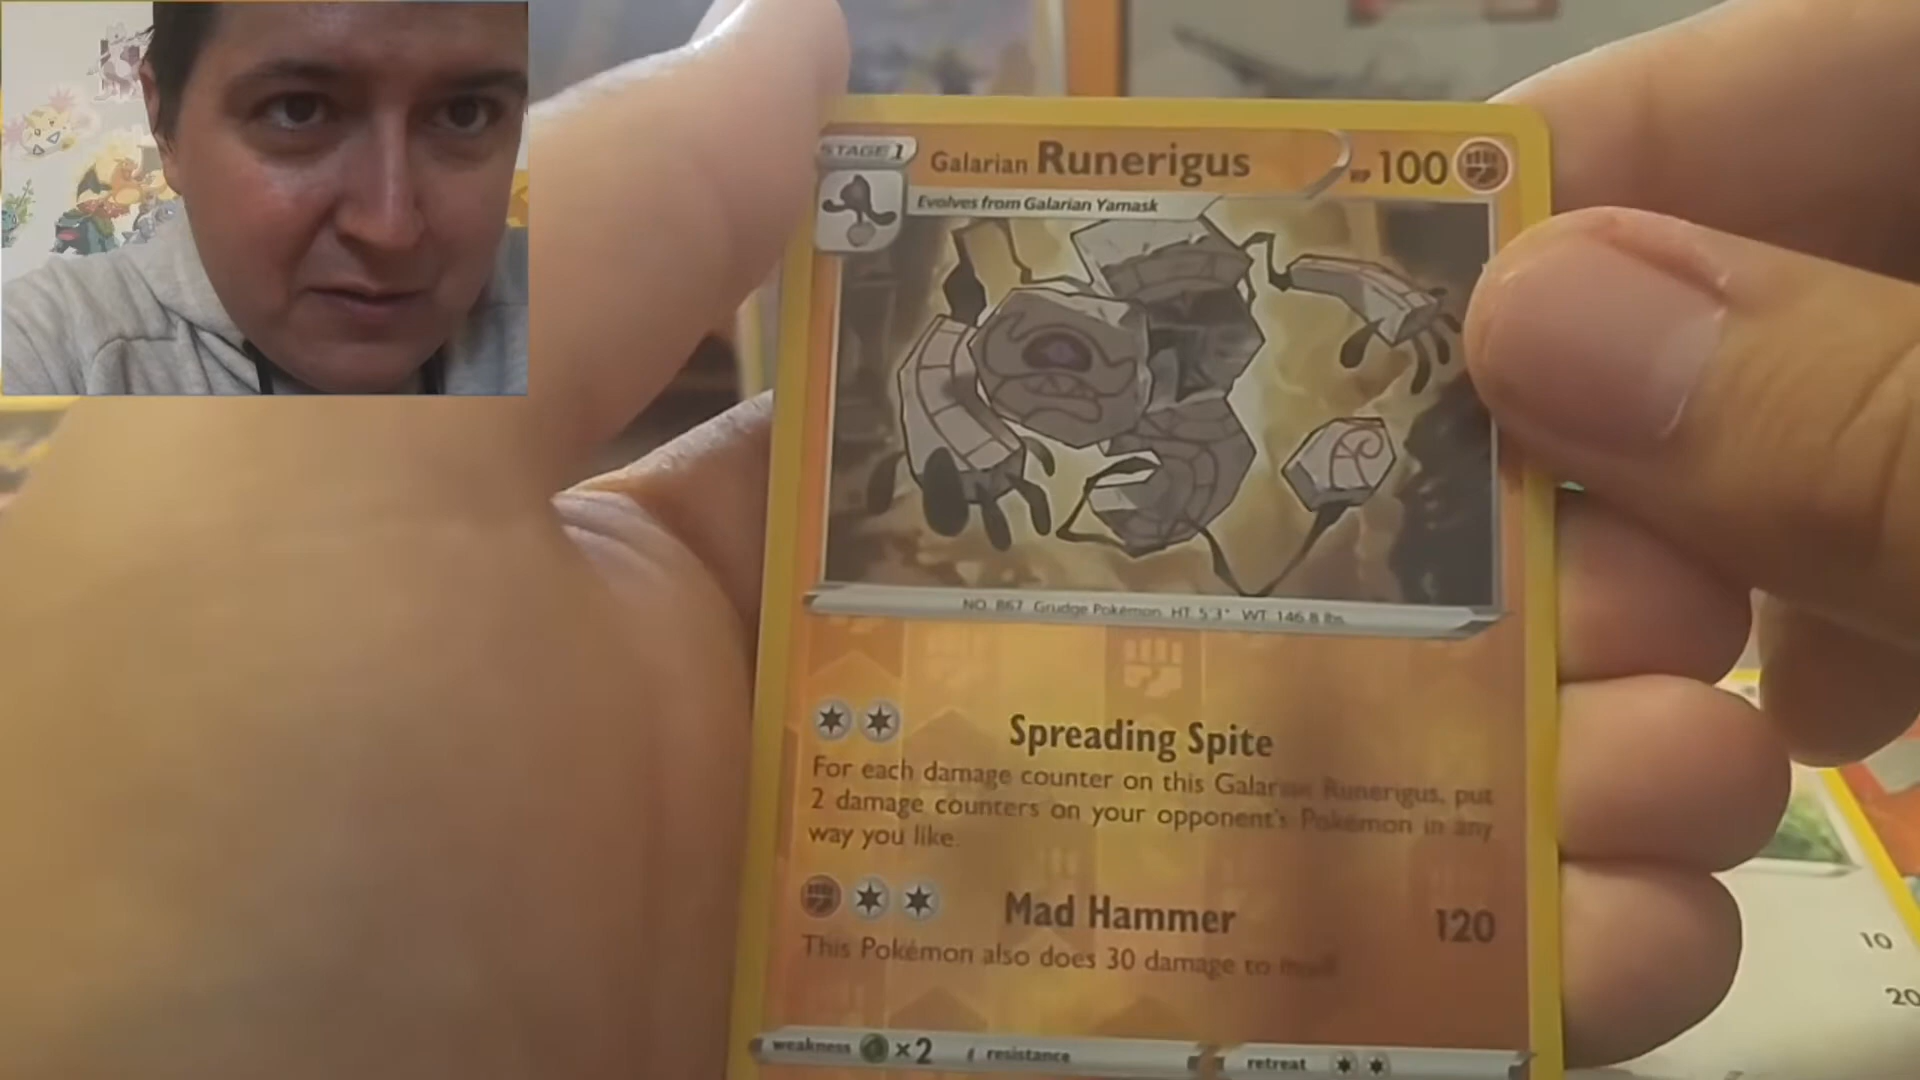 STAGE 1
Galarian Runerigus
HP 100
Evolves from Galarian Yamask
NO. 867 Grudge Pokémon HT 5'3" WT 146.8 lbs.
Spreading Spite
For each damage counter on this Galarian Runerigus, put
2 damage counters on your opponent's Pokémon in any
way you like.
Mad Hammer 120
This Pokémon also does 30 damage to itself
weakness ×2 resistance retreat
10
20